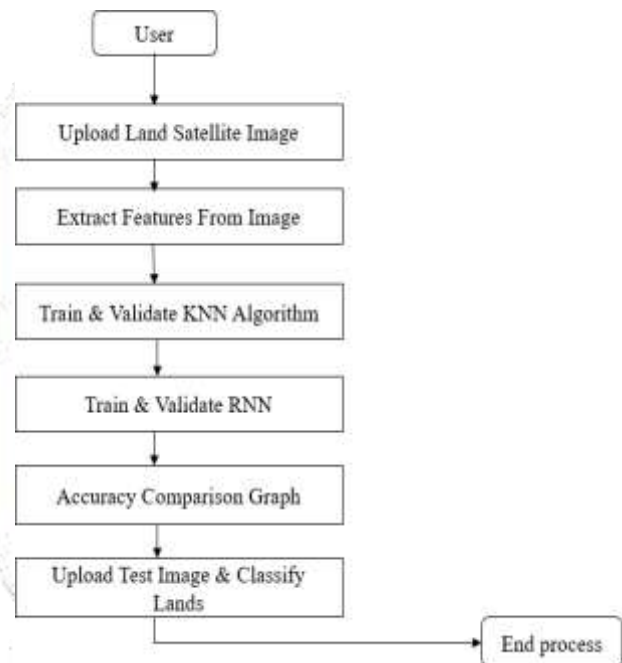 User
Upload Land Satellite Image
Extract Features From Image
Train & Validate KNN Algorithm
Train & Validate RNN
Accuracy Comparison Graph
Upload Test Image & Classify
Lands
End process